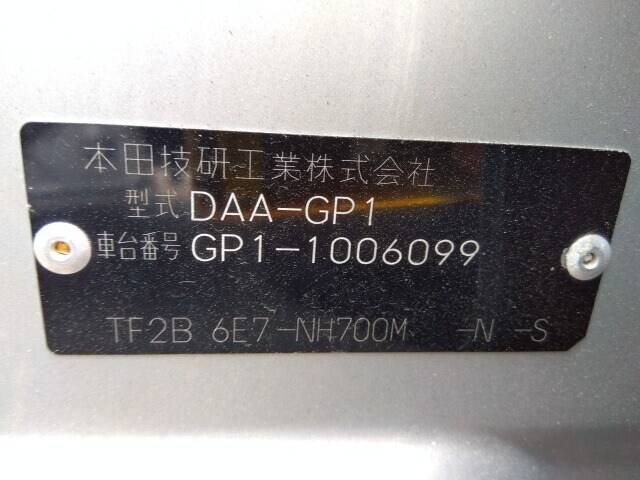 本田技研工業株式会社
型式 DAA-GP1
車台番号 GP1-1006099
TF2B 6E7-NH700M -N -S